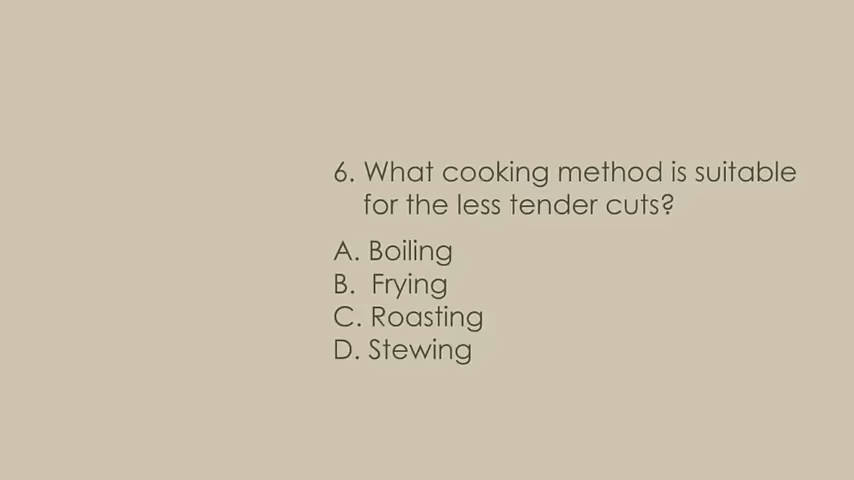 6. What cooking method is suitable
for the less tender cuts?
A. Boiling
B. Frying
C. Roasting
D. Stewing